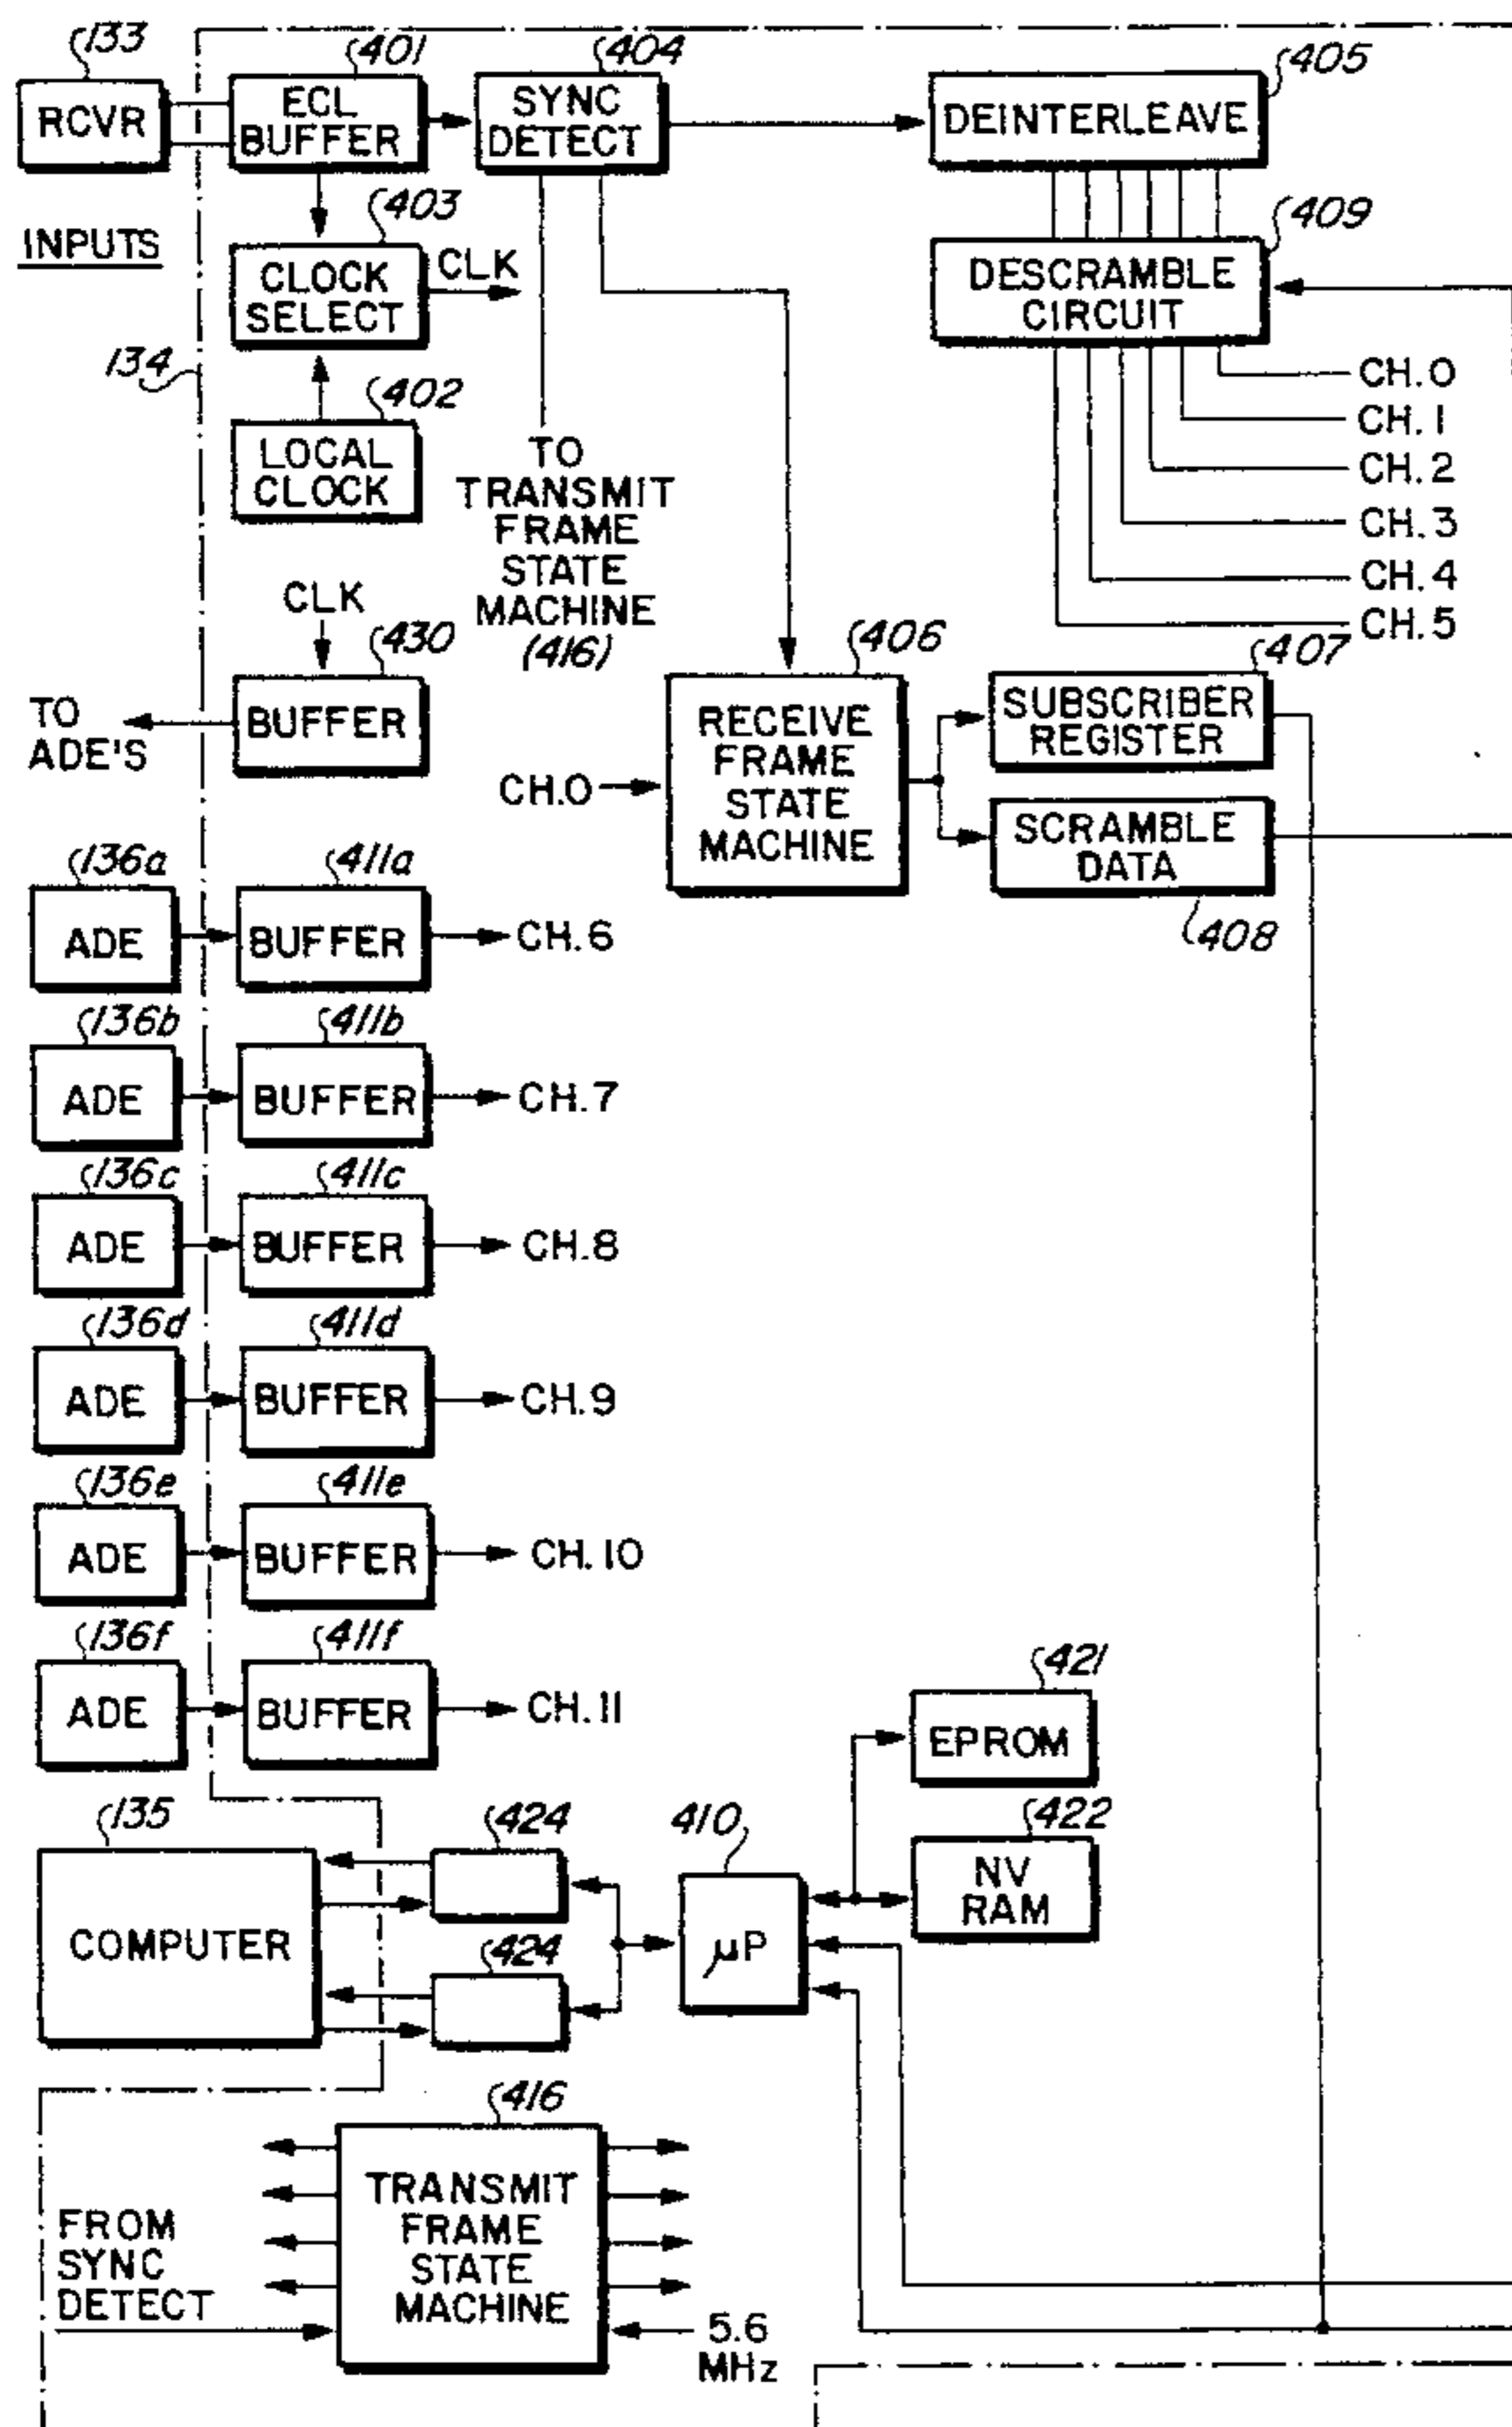 133
RCVR
401
ECL
BUFFER
404
SYNC
DETECT
405
DEINTERLEAVE
INPUTS
403
CLOCK
SELECT
CLK
409
DESCRAMBLE
CIRCUIT
134
402
LOCAL
CLOCK
TO
TRANSMIT
FRAME
STATE
MACHINE
(416)
CH.0
CH.1
CH.2
CH.3
CH.4
CH.5
CLK
430
BUFFER
TO
ADE'S
406
RECEIVE
FRAME
STATE
MACHINE
CH.0
407
SUBSCRIBER
REGISTER
SCRAMBLE
DATA
408
136a
ADE
411a
BUFFER
CH.6
136b
ADE
411b
BUFFER
CH.7
136c
ADE
411c
BUFFER
CH.8
136d
ADE
411d
BUFFER
CH.9
136e
ADE
411e
BUFFER
CH.10
136f
ADE
411f
BUFFER
CH.11
421
EPROM
422
NV
RAM
135
COMPUTER
424
424
410
μP
416
TRANSMIT
FRAME
STATE
MACHINE
FROM
SYNC
DETECT
5.6
MHz